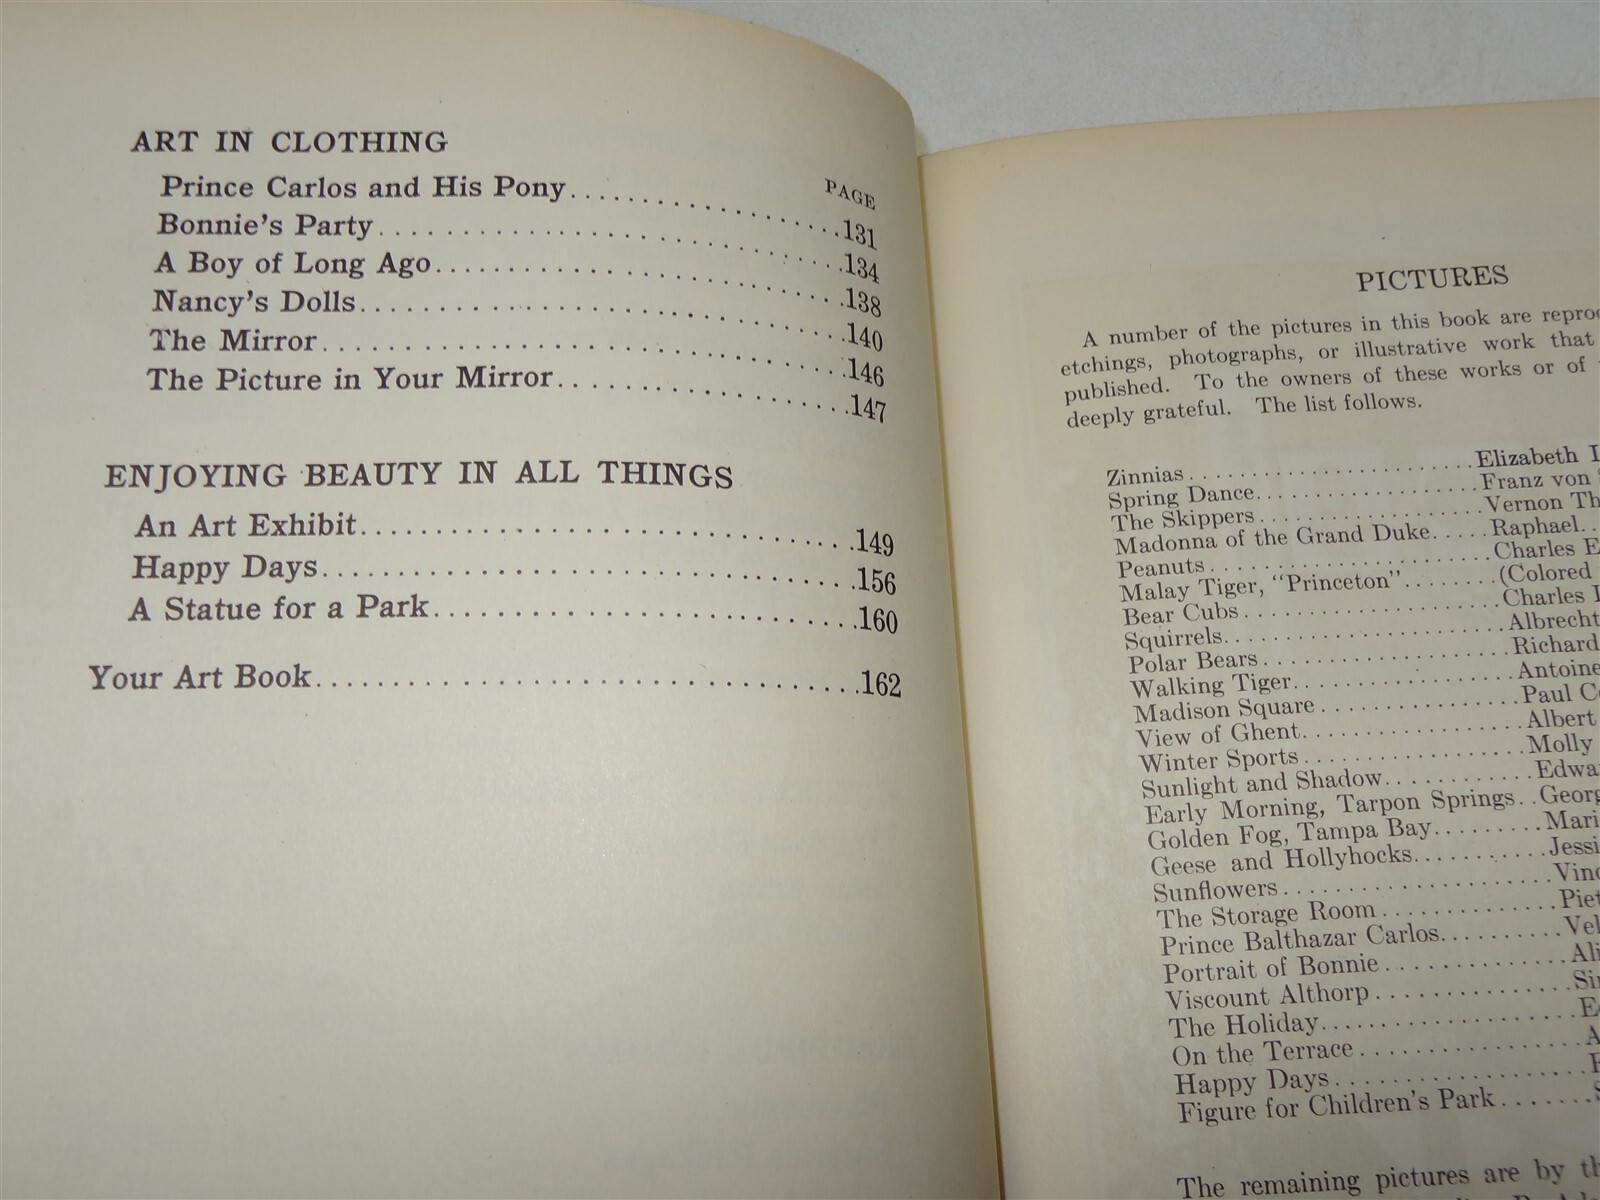 ART IN CLOTHING
PAGE
Prince Carlos and His Pony....................131
Bonnie's Party....................134
A Boy of Long Ago....................138
Nancy's Dolls....................140
The Mirror....................146
The Picture in Your Mirror....................147
ENJOYING BEAUTY IN ALL THINGS
An Art Exhibit....................149
Happy Days....................156
A Statue for a Park....................160
Your Art Book....................162
PICTURES
A number of the pictures in this book are
etchings, photographs, or illustrative work that
published. To the owners of these works or of
deeply grateful. The list follows.
Zinnias....................Elizabeth
Spring Dance....................Franz von
The Skippers....................Vernon
Madonna of the Grand Duke.....Raphael..
Peanuts....................Charles
Malay Tiger, "Princeton"........(Colored
Bear Cubs....................Charles
Squirrels....................Albrecht
Polar Bears....................Richard
Walking Tiger....................Antoine
Madison Square....................Paul
View of Ghent....................Albert
Winter Sports....................Molly
Sunlight and Shadow............
Early Morning, Tarpon Springs..
Golden Fog, Tampa Bay.........
Geese and Hollyhocks...........
Sunflowers....................
The Storage Room...............
Prince Balthazar Carlos..........
Portrait of Bonnie...............
Viscount Althorp................
The Holiday....................
On the Terrace..................
Happy Days....................
Figure for Children's Park.......
The remaining pictures are by